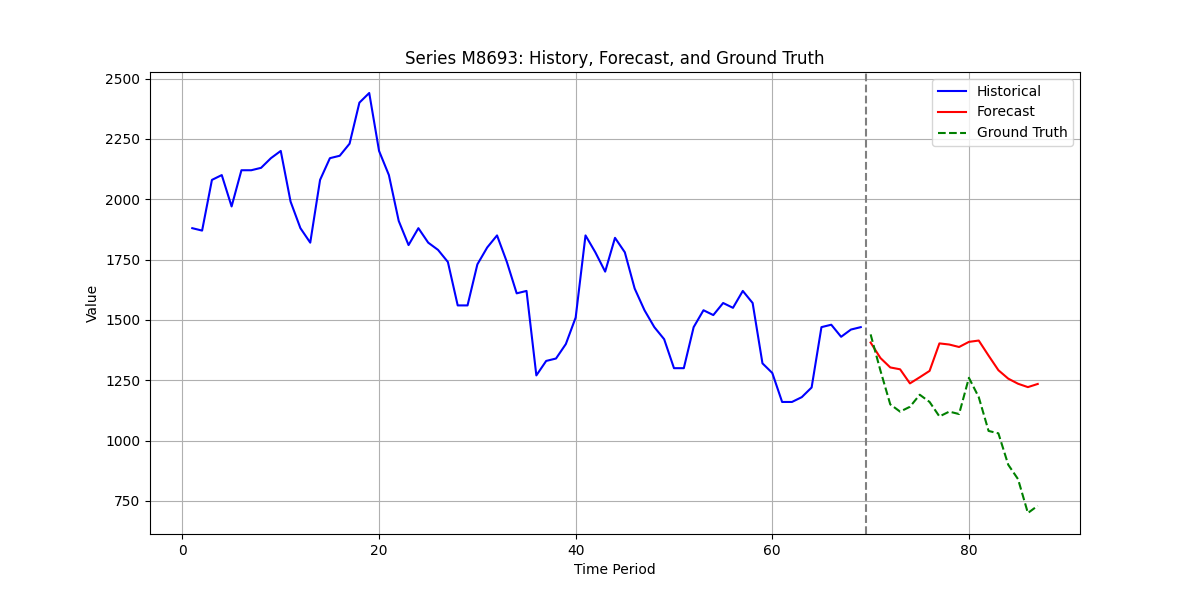 Series M8693: History, Forecast, and Ground Truth
Historical
Forecast
Ground Truth
2500
2250
2000
1750
1500
1250
1000
750
Value
0 20 40 60 80
Time Period